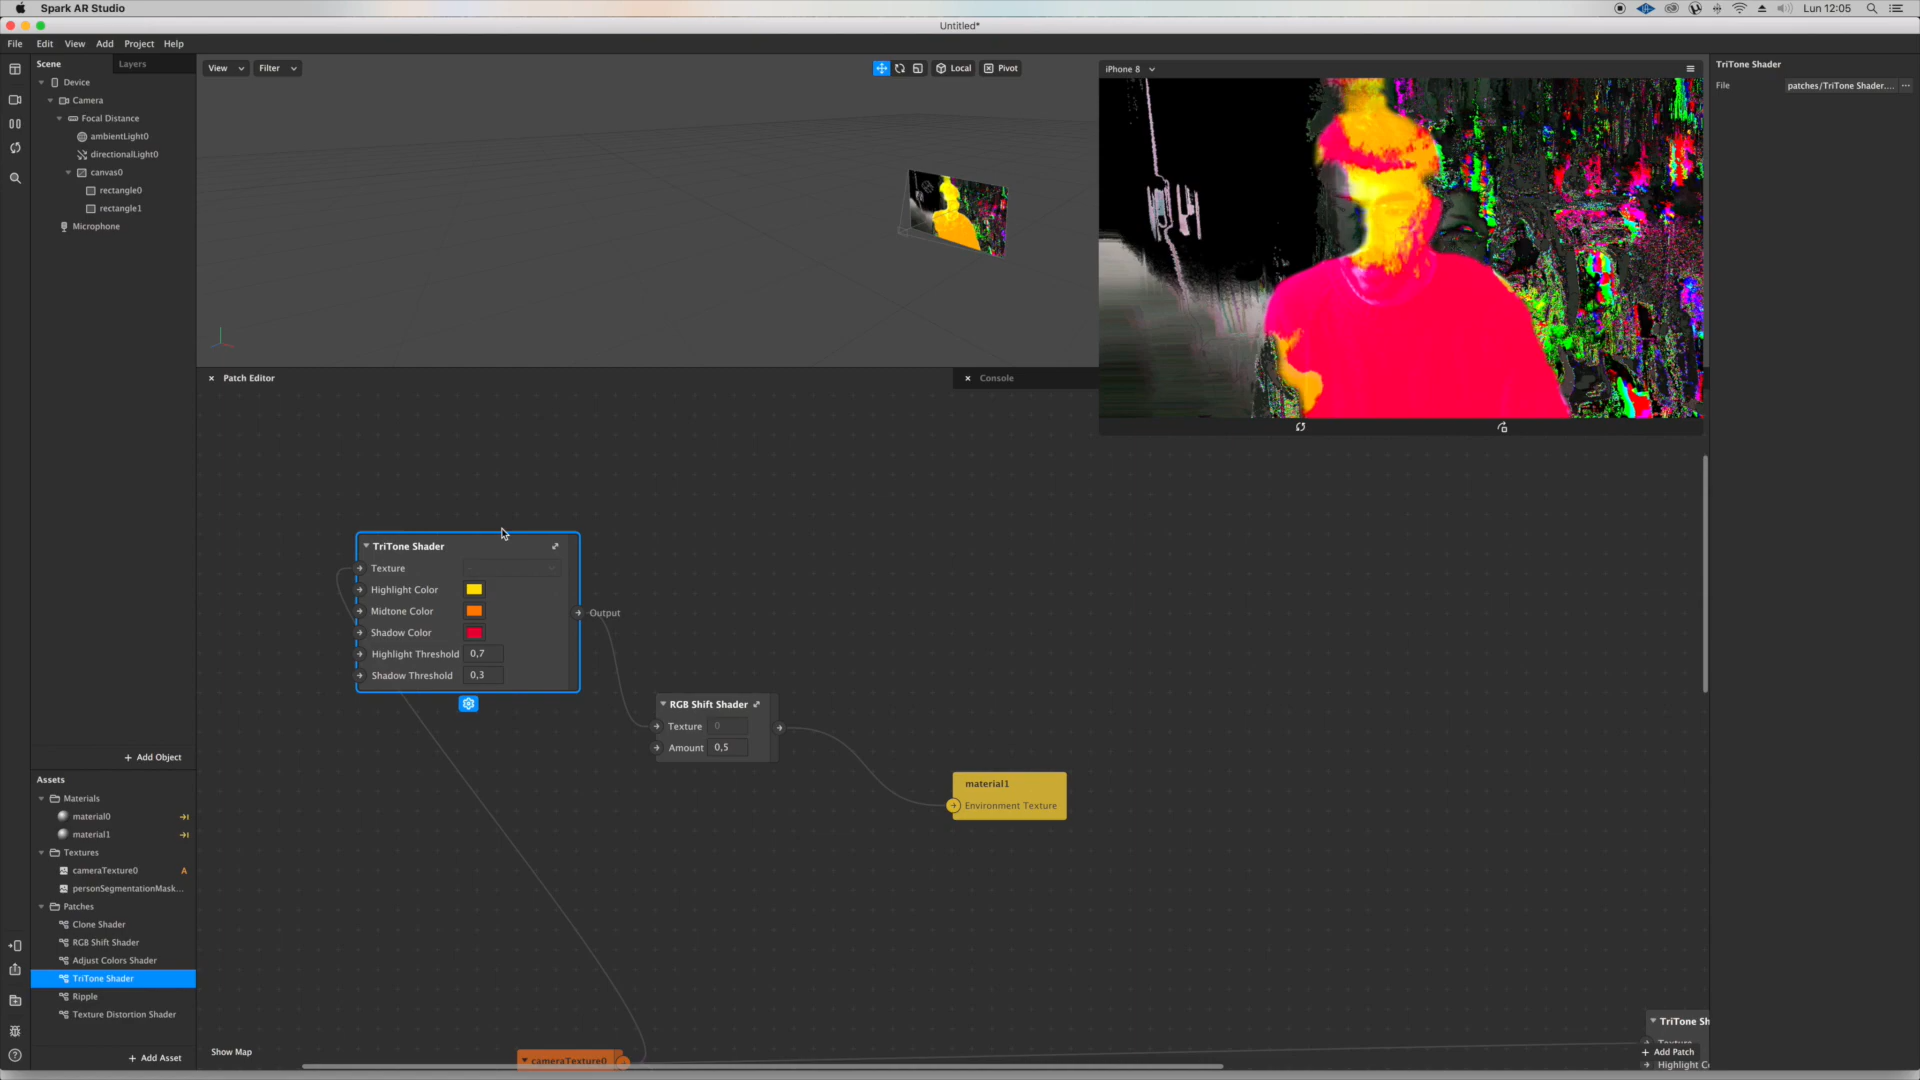 Spark AR Studio
Lun 12:05
Untitled*
File Edit View Add Project Help
Scene Layers
Device
Camera
Focal Distance
ambientLight0
directionalLight0
canvas0
rectangle0
rectangle1
Microphone
+ Add Object
Assets
Materials
material0
material1
Textures
cameraTexture0 A
personSegmentationMask...
Patches
Clone Shader
RGB Shift Shader
Adjust Colors Shader
TriTone Shader
Ripple
Texture Distortion Shader
+ Add Asset
View Filter
Local Pivot
iPhone 8
Patch Editor
Console
TriTone Shader
Texture -
Highlight Color
Midtone Color
Shadow Color
Highlight Threshold 0,7
Shadow Threshold 0,3
Output
RGB Shift Shader
Texture 0
Amount 0,5
material1
Environment Texture
cameraTexture0
Show Map
TriTone Sh
Texture
+ Add Patch
Highlight Co
TriTone Shader
File patches/TriTone Shader.... ...